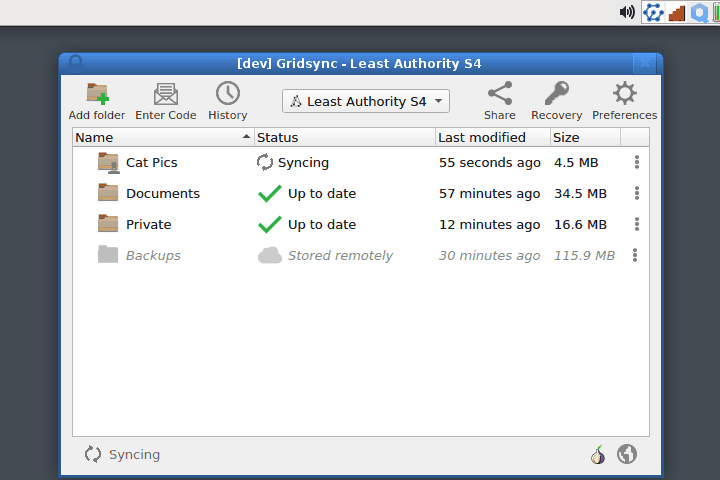 [dev] Gridsync - Least Authority S4
Add folder Enter Code History Least Authority S4 Share Recovery Preferences
Name Status Last modified Size
Cat Pics Syncing 55 seconds ago 4.5 MB
Documents Up to date 57 minutes ago 34.5 MB
Private Up to date 12 minutes ago 16.6 MB
Backups Stored remotely 30 minutes ago 115.9 MB
Syncing